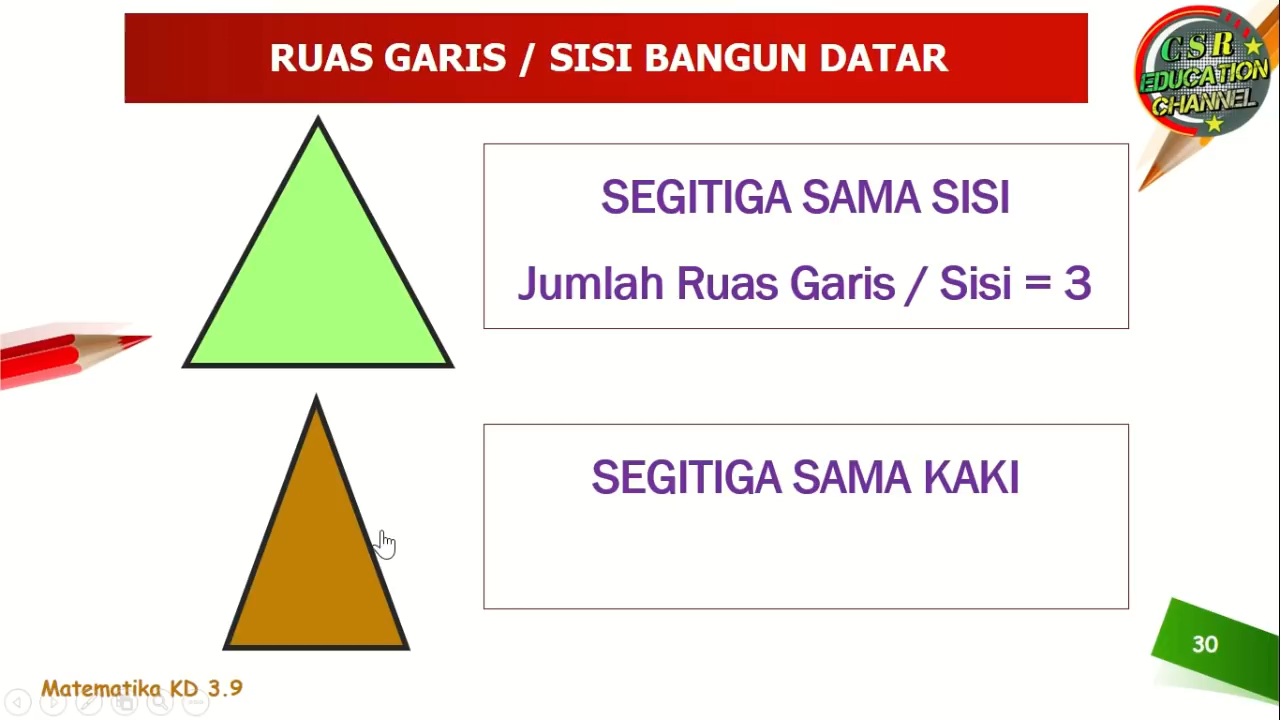 RUAS GARIS / SISI BANGUN DATAR
CSR
EDUCATION
CHANNEL
SEGITIGA SAMA SISI
Jumlah Ruas Garis / Sisi = 3
SEGITIGA SAMA KAKI
30
Matematika KD 3.9